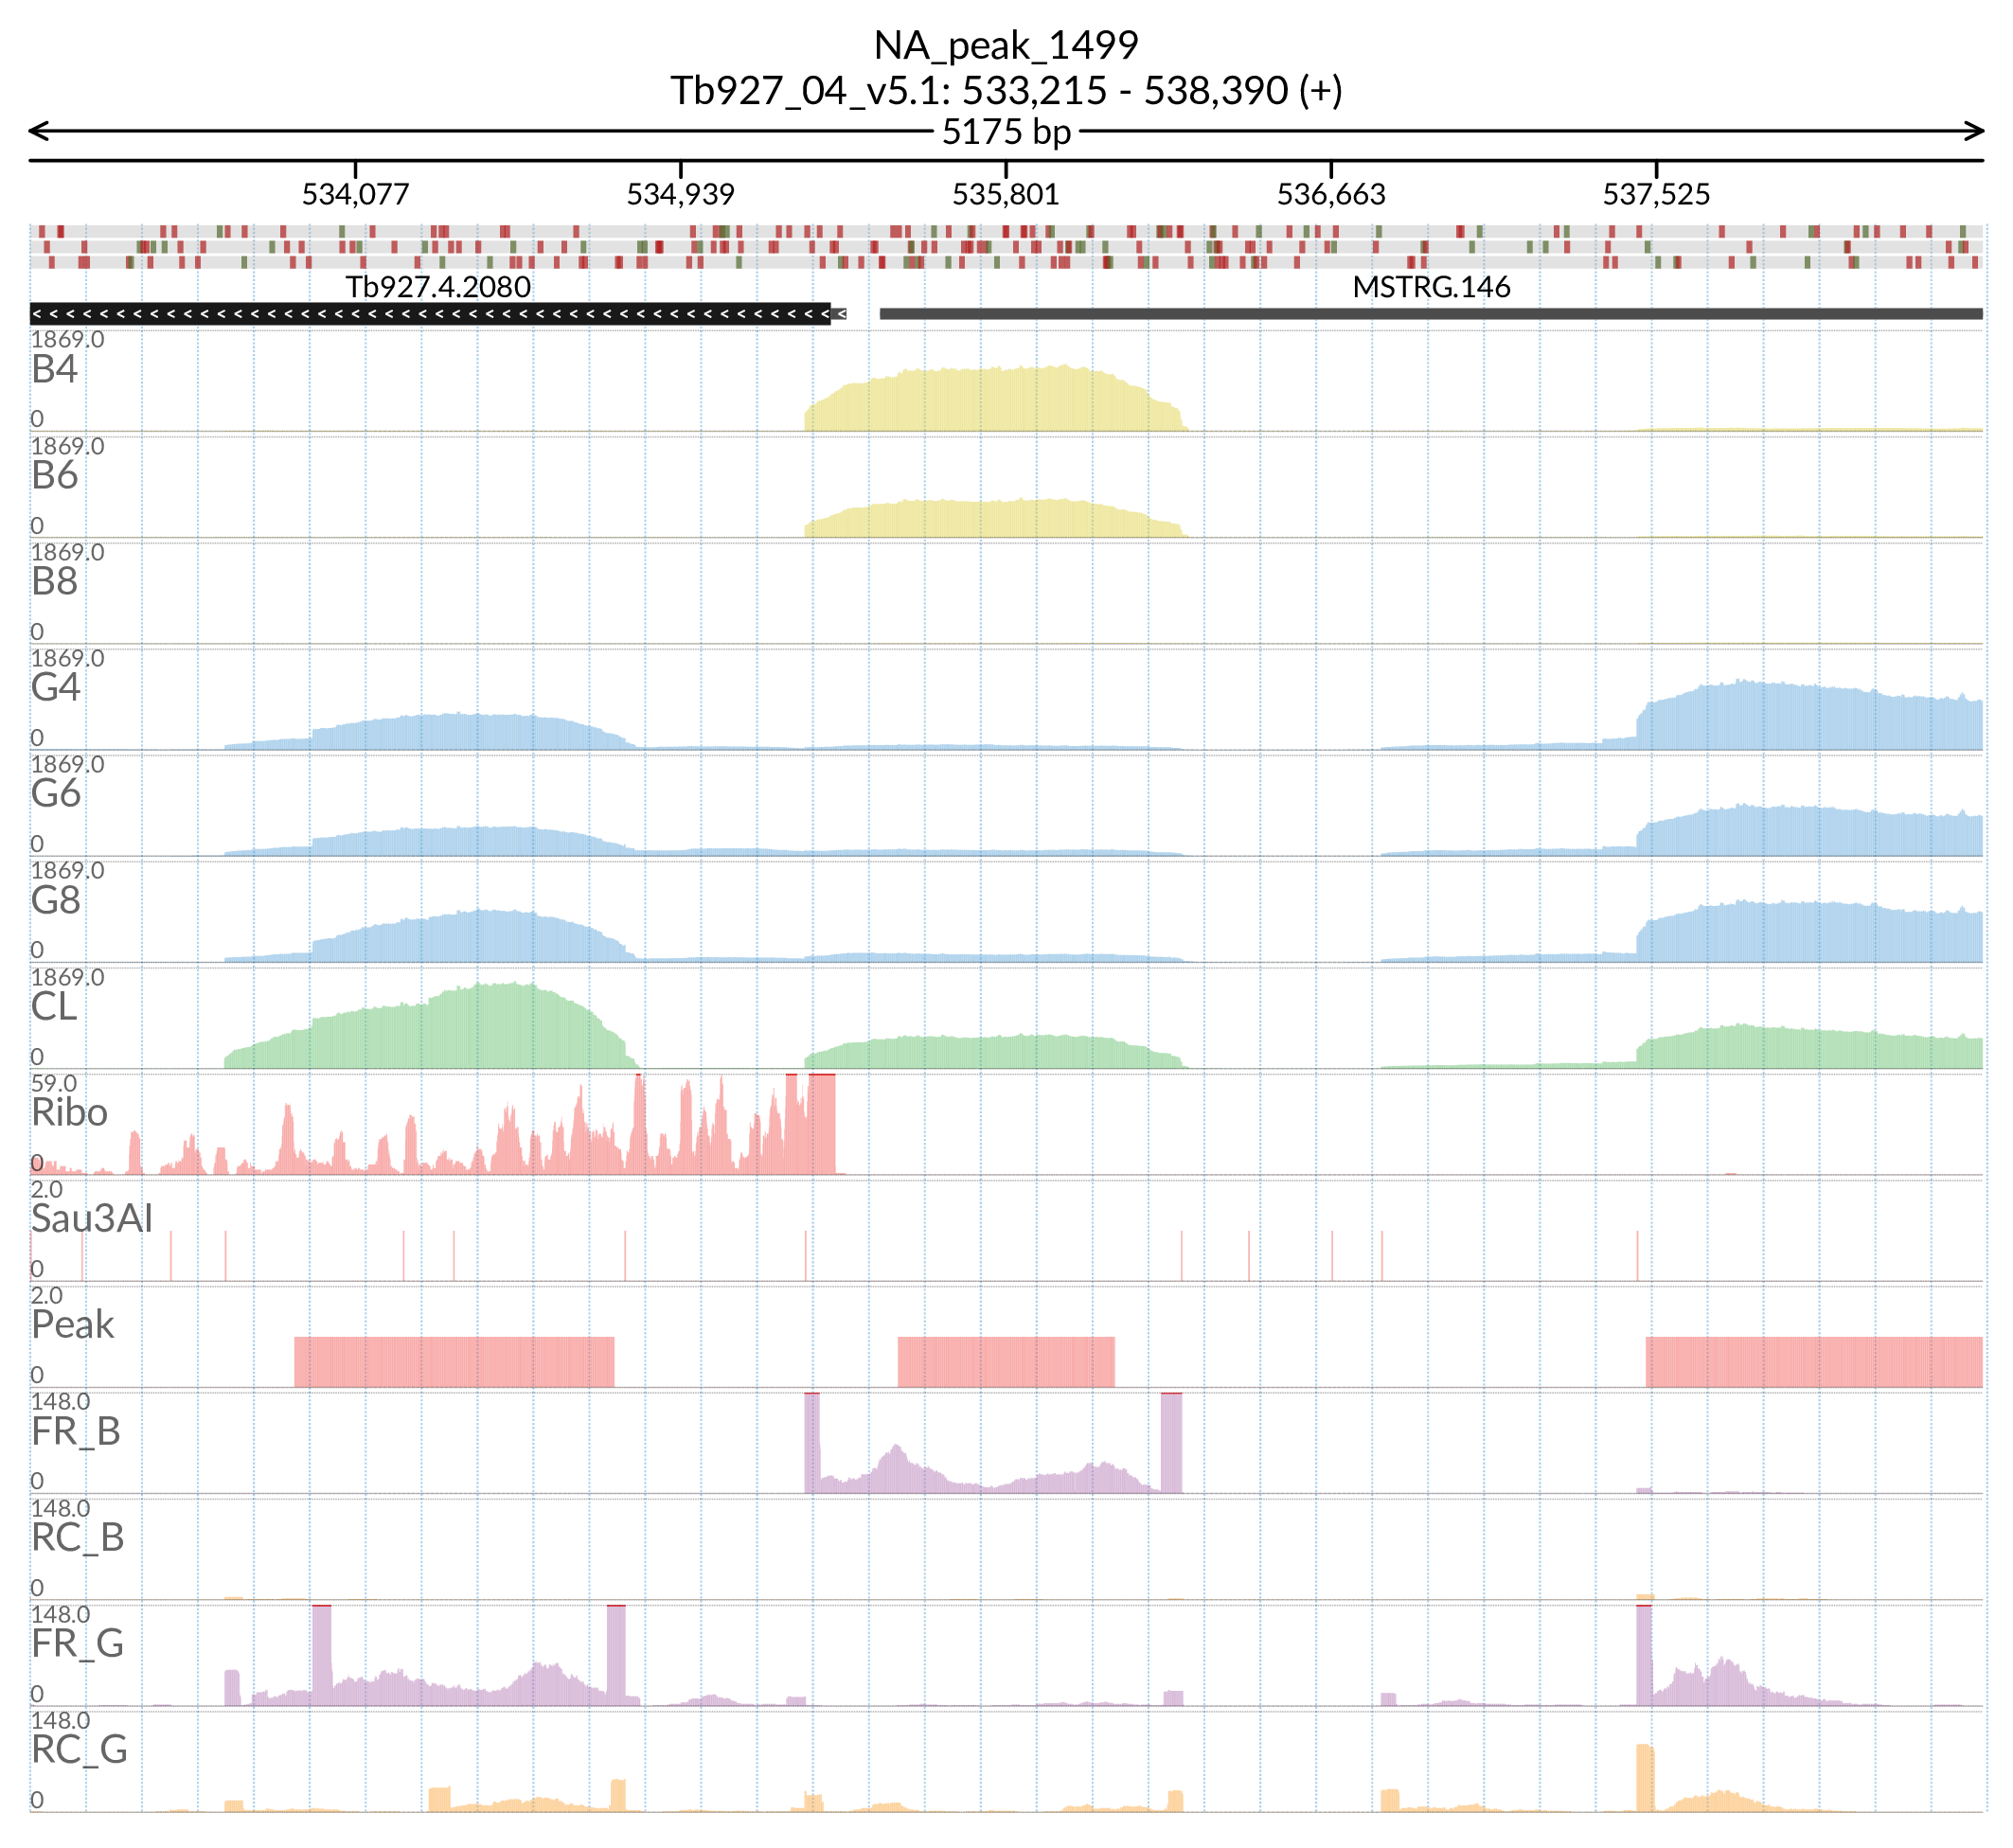 NA_peak_1499
Tb927_04_v5.1: 533,215 - 538,390 (+)
5175 bp
534,077 534,939 535,801 536,663 537,525
Tb927.4.2080 MSTRG.146
1869.0
B4
0
1869.0
B6
0
1869.0
B8
0
1869.0
G4
0
1869.0
G6
0
1869.0
G8
0
1869.0
CL
0
59.0
Ribo
0
2.0
Sau3AI
0
2.0
Peak
0
148.0
FR_B
0
148.0
RC_B
0
148.0
FR_G
0
148.0
RC_G
0